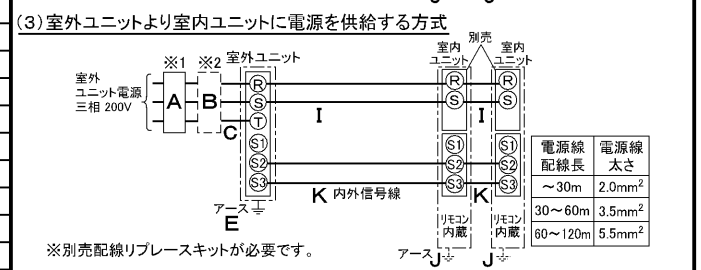 (3)室外ユニットより室内ユニットに電源を供給する方式
別売
※1 ※2 室外ユニット 室内ユニット 室内ユニット
室外ユニット電源
三相 200V
A B
C
R R R
S S S
T
I I
S1 S1 S1
S2 S2 S2
S3 S3 S3
K 内外信号線 K
アース
E
リモコン内蔵 リモコン内蔵
アース J J
※別売配線リプレースキットが必要です。
電源線配線長 電源線太さ
～30m 2.0mm²
30～60m 3.5mm²
60～120m 5.5mm²